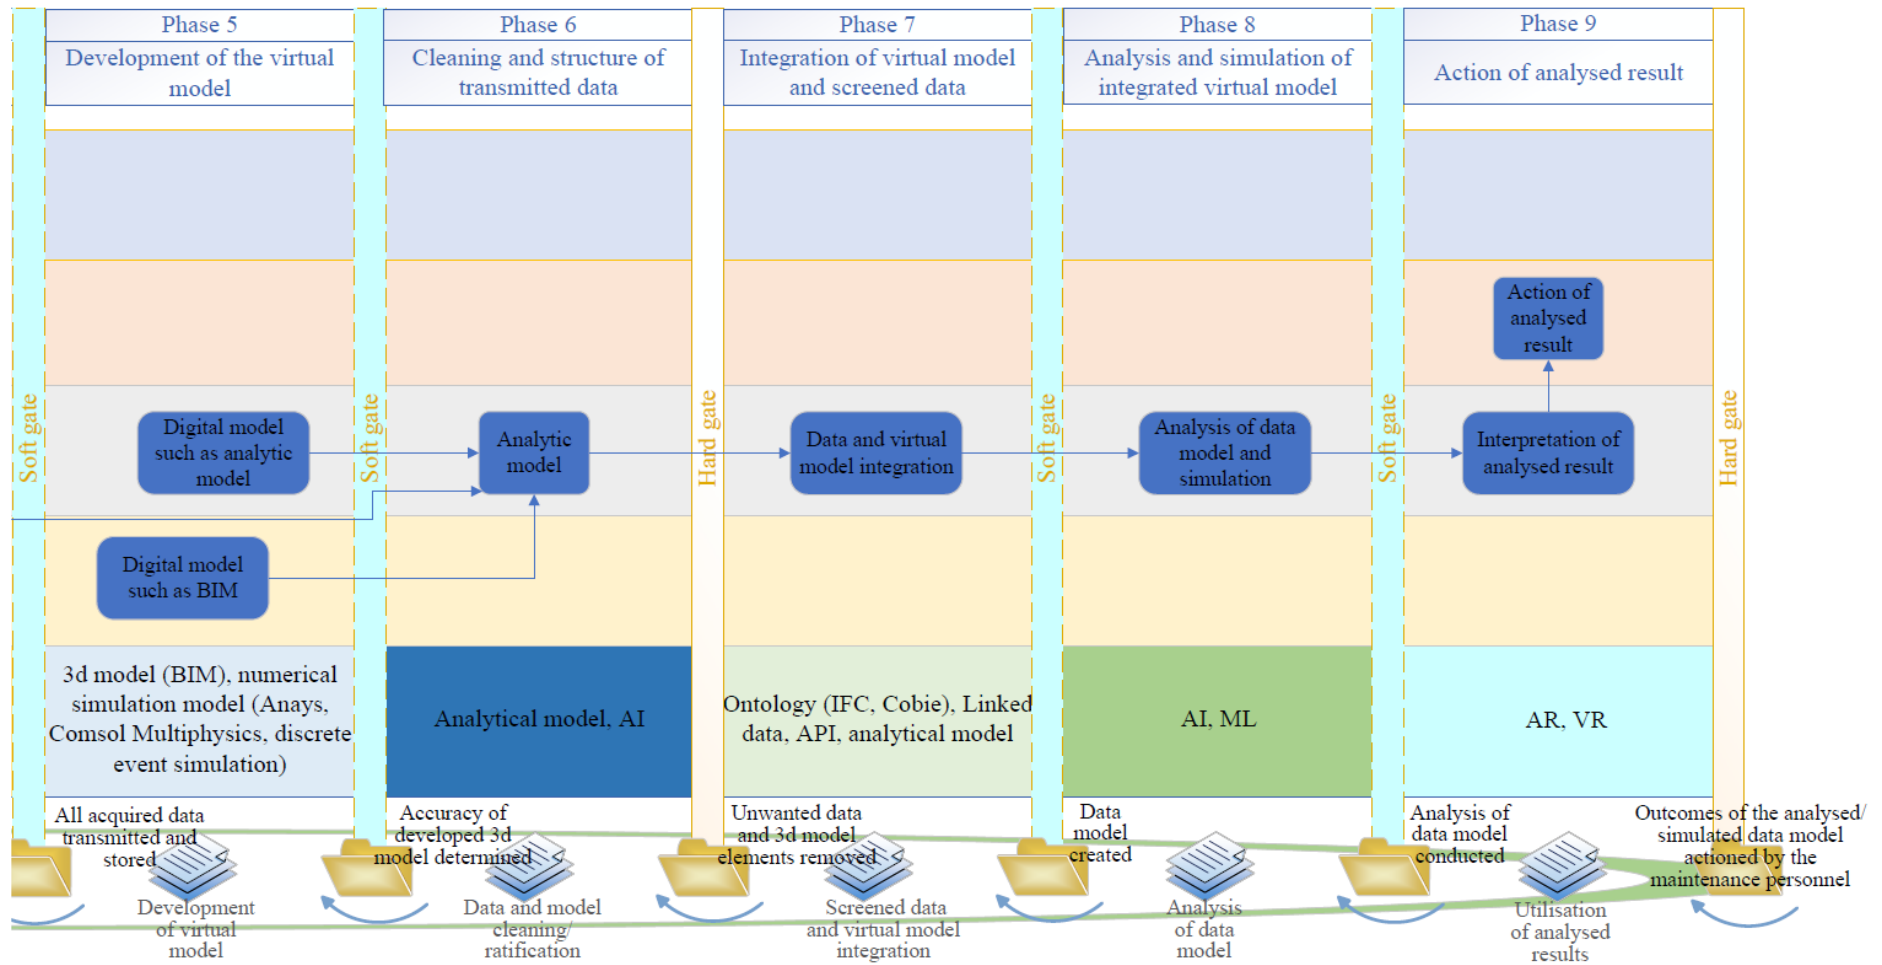 Phase 5
Phase 6
Phase 7
Phase 8
Phase 9
Development of the virtual
model
Cleaning and structure of
transmitted data
Integration of virtual model
and screened data
Analysis and simulation of
integrated virtual model
Action of analysed result
Soft gate
Soft gate
Hard gate
Soft gate
Soft gate
Hard gate
Action of
analysed
result
Digital model
such as analytic
model
Analytic
model
Data and virtual
model integration
Analysis of data
model and
simulation
Interpretation of
analysed result
Digital model
such as BIM
3d model (BIM), numerical
simulation model (Anays,
Comsol Multiphysics, discrete
event simulation)
Analytical model, AI
Ontology (IFC, Cobie), Linked
data, API, analytical model
AI, ML
AR, VR
All acquired data
transmitted and
stored
Accuracy of
developed 3d
model determined
Unwanted data
and 3d model
elements removed
Data
model
created
Analysis of
data model
conducted
Outcomes of the analysed/
simulated data model
actioned by the
maintenance personnel
Development
of virtual
model
Data and model
cleaning/
ratification
Screened data
and virtual model
integration
Analysis
of data
model
Utilisation
of analysed
results